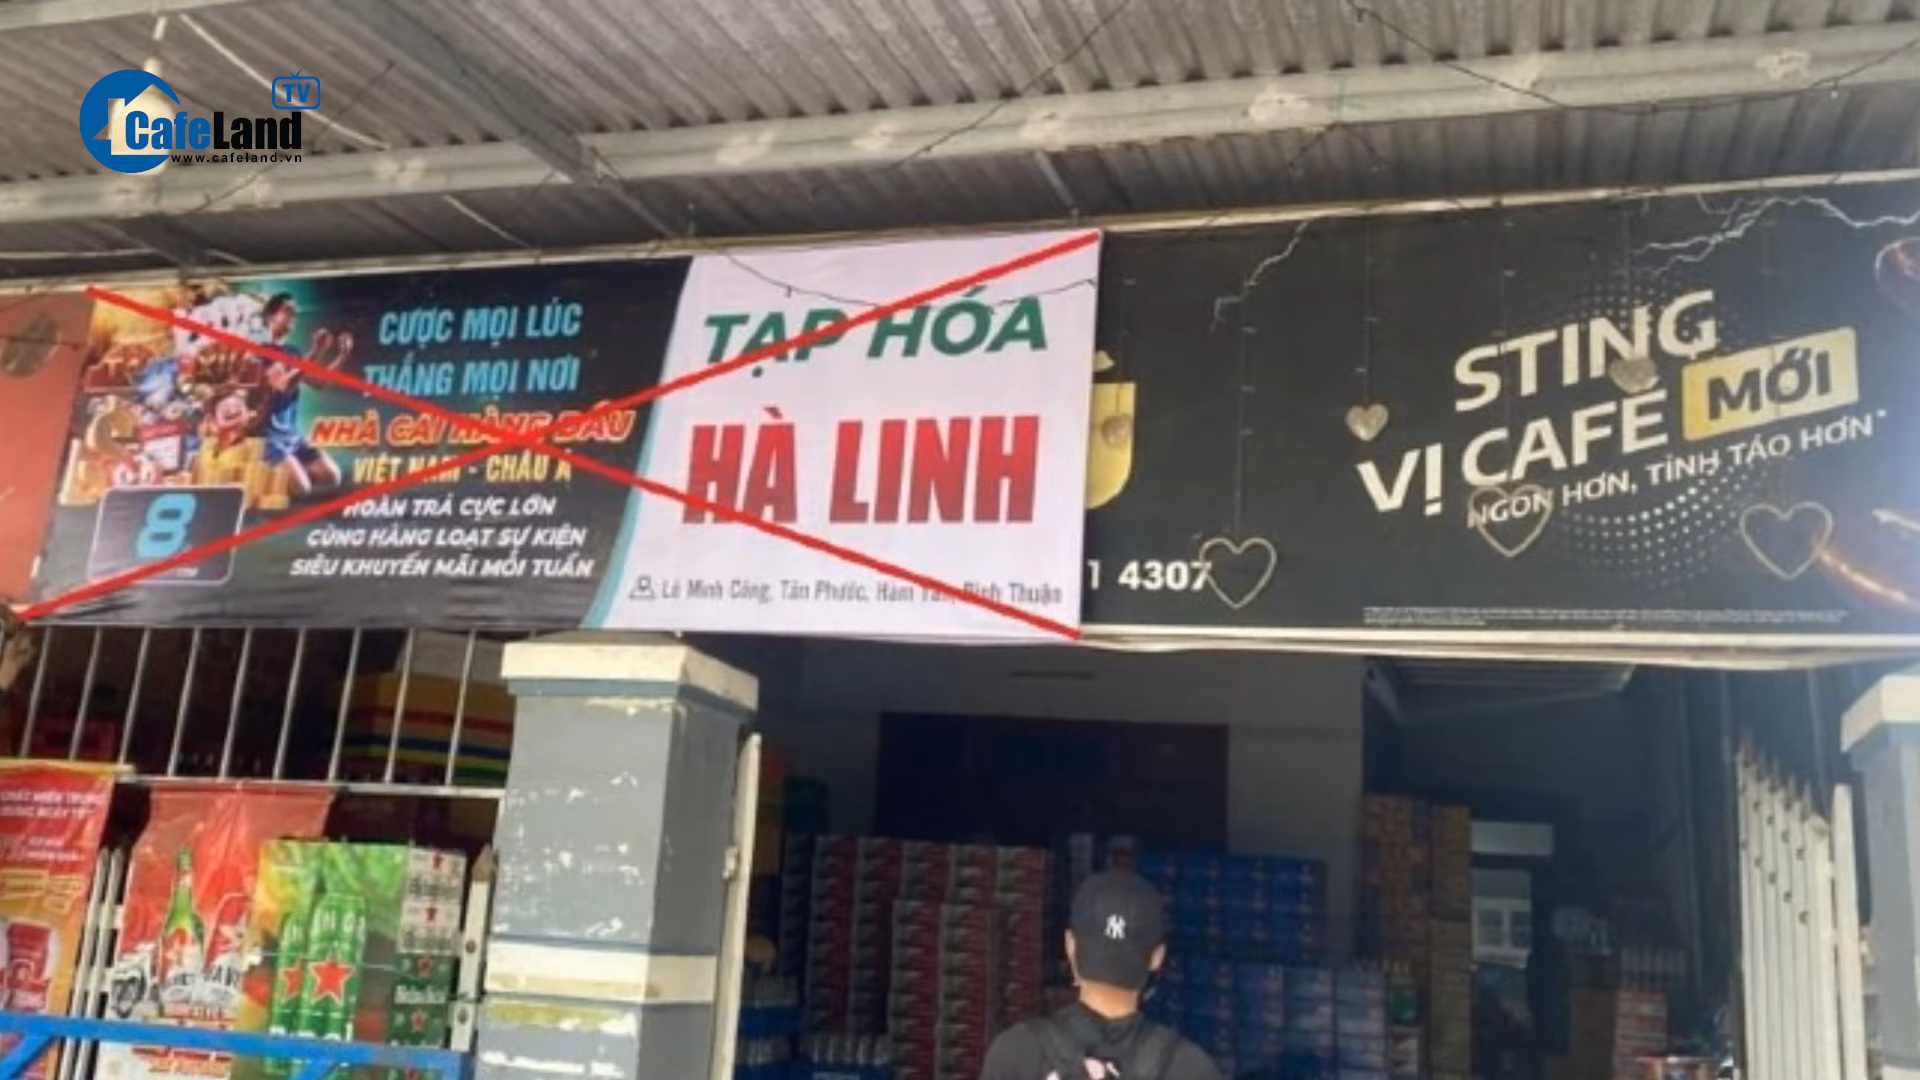 CafeLand
TV
www.cafeland.vn
CƯỢC MỌI LÚC
THẮNG MỌI NƠI
NHÀ CÁI HÀNG ĐẦU
VIỆT NAM - CHÂU Á
HOÀN TRẢ CỰC LỚN
CÙNG HÀNG LOẠT SỰ KIỆN
SIÊU KHUYẾN MÃI MỖI TUẦN
8
TẠP HÓA
HÀ LINH
Lê Minh Công, Tân Phước, Hàm Tân, Bình Thuận
1 4307
STING
VỊ CAFÉ MỚI
NGON HƠN, TỈNH TÁO HƠN*
NY